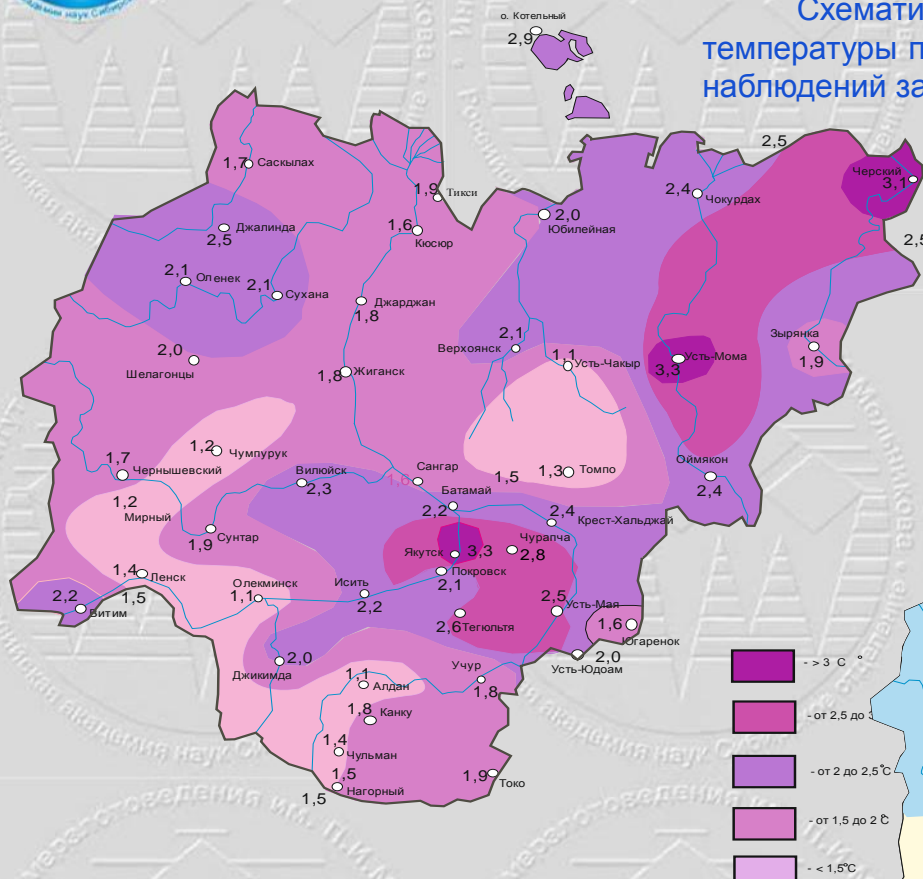 Схемати
температуры п
наблюдений за
о. Котельный
2,9
2,5
1,7 Саскылах
1,9 Тикси
Черский
3,1
2,4
Чокурдах
2,5
Джалинда
1,6
Кюсюр
2,0
Юбилейная
2,5
2,1
Оленек
2,1
Сухана
Джарджан
1,8
2,1
Верхоянск
1,1
Усть-Чакыр
Усть-Мома
3,3
Зырянка
1,9
2,0
Шелагонцы
1,8 Жиганск
1,2
Чумпурук
1,7
Чернышевский
Вилюйск
2,3
Сангар
1,6
1,5
1,3 Томпо
Оймякон
2,4
1,2
Мирный
Батамай
2,2
2,4
Крест-Хальджай
1,9
Сунтар
Якутск
3,3
Чурапча
2,8
1,4
Ленск
1,5
Олекминск
1,1
Исить
2,2
Покровск
2,1
2,2
Витим
2,6
Тегюльтя
2,5
Усть-Мая
1,6
Югаренок
2,0
Джикимда
Учур
1,8
2,0
Усть-Юдоам
1,1
Алдан
1,8
Канку
1,4
Чульман
1,5
Нагорный
1,5
1,9
Токо
- > 3 С °
- от 2,5 до
- от 2 до 2,5°С
- от 1,5 до 2 °С
- < 1,5°С